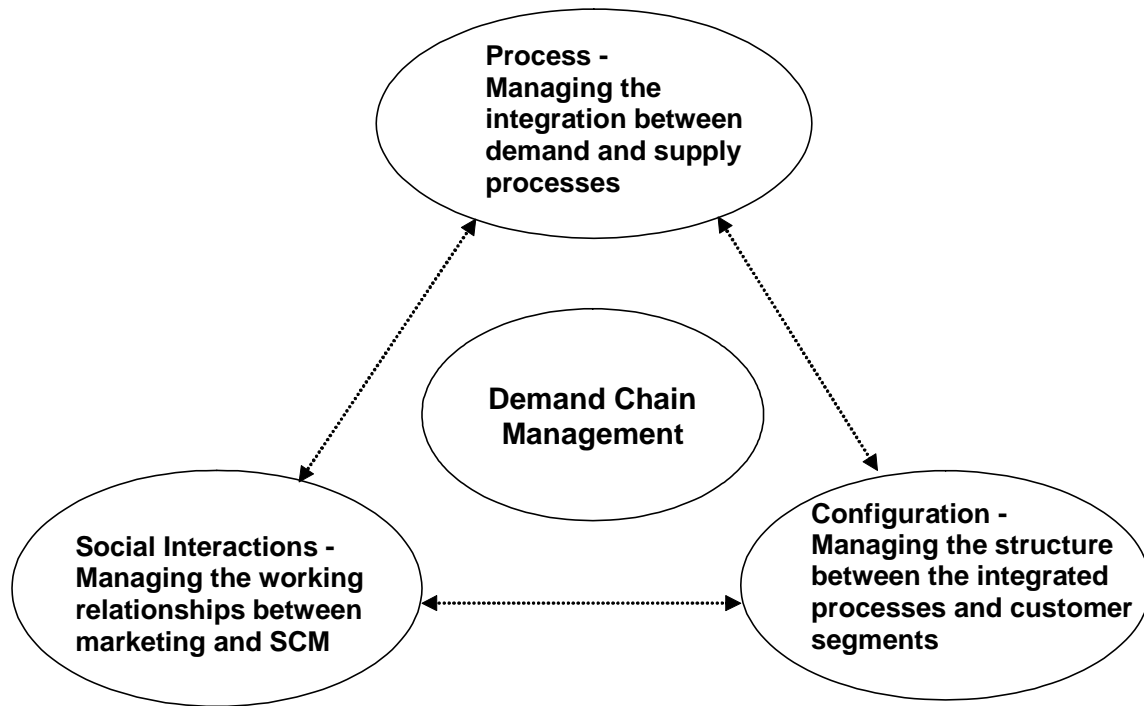 Process -
Managing the
integration between
demand and supply
processes
Demand Chain
Management
Social Interactions -
Managing the working
relationships between
marketing and SCM
Configuration -
Managing the structure
between the integrated
processes and customer
segments